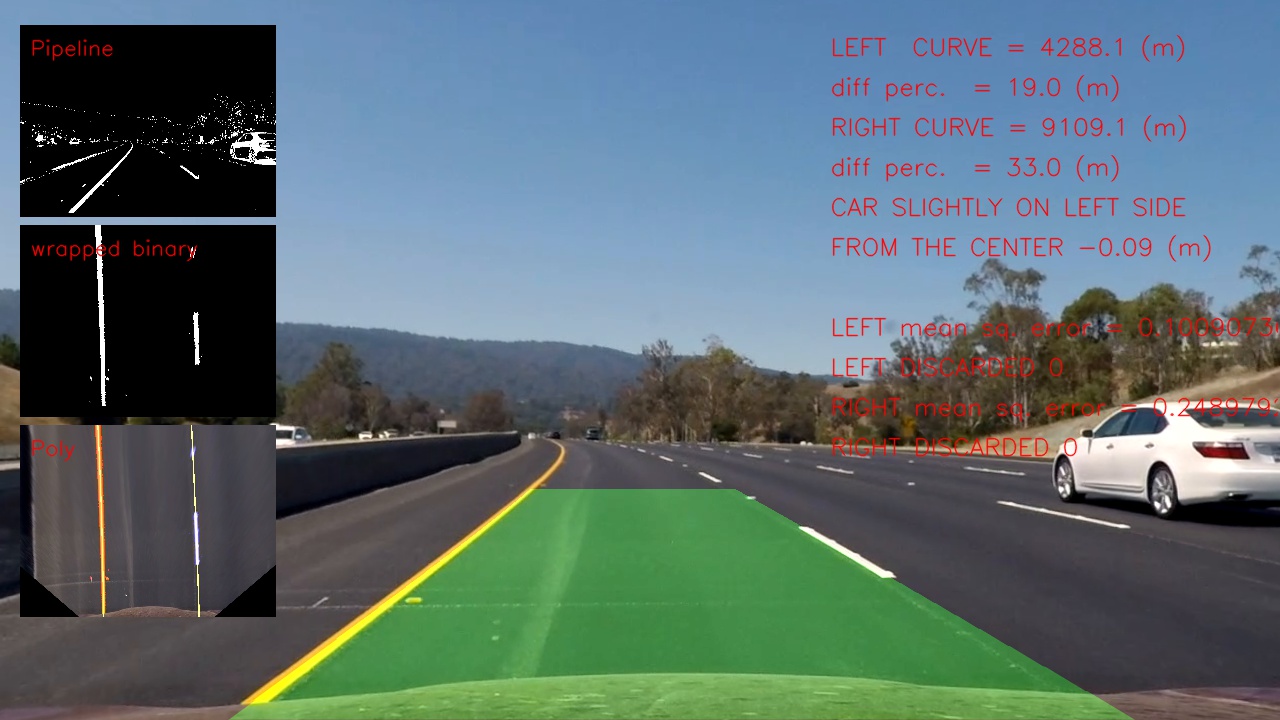 Pipeline
wrapped binary
Poly
LEFT CURVE = 4288.1 (m)
diff perc. = 19.0 (m)
RIGHT CURVE = 9109.1 (m)
diff perc. = 33.0 (m)
CAR SLIGHTLY ON LEFT SIDE
FROM THE CENTER -0.09 (m)
LEFT mean sq. error = 0.1009073
LEFT DISCARDED 0
RIGHT mean sq. error = 0.248979
RIGHT DISCARDED 0